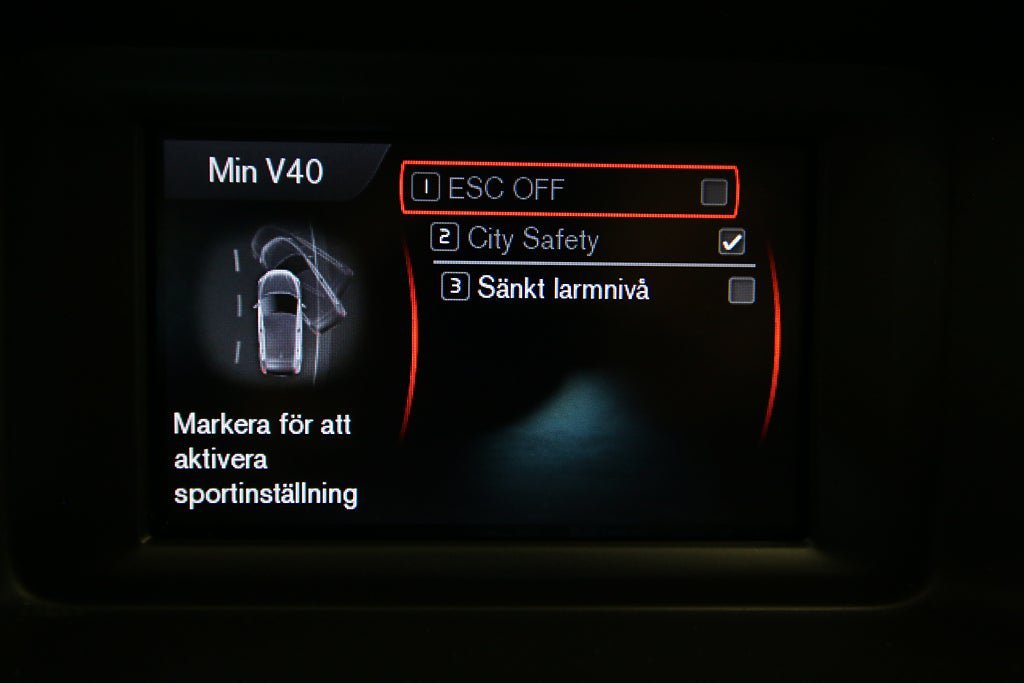 Min V40
1 ESC OFF
2 City Safety
3 Sänkt larmnivå
Markera för att
aktivera
sportinställning